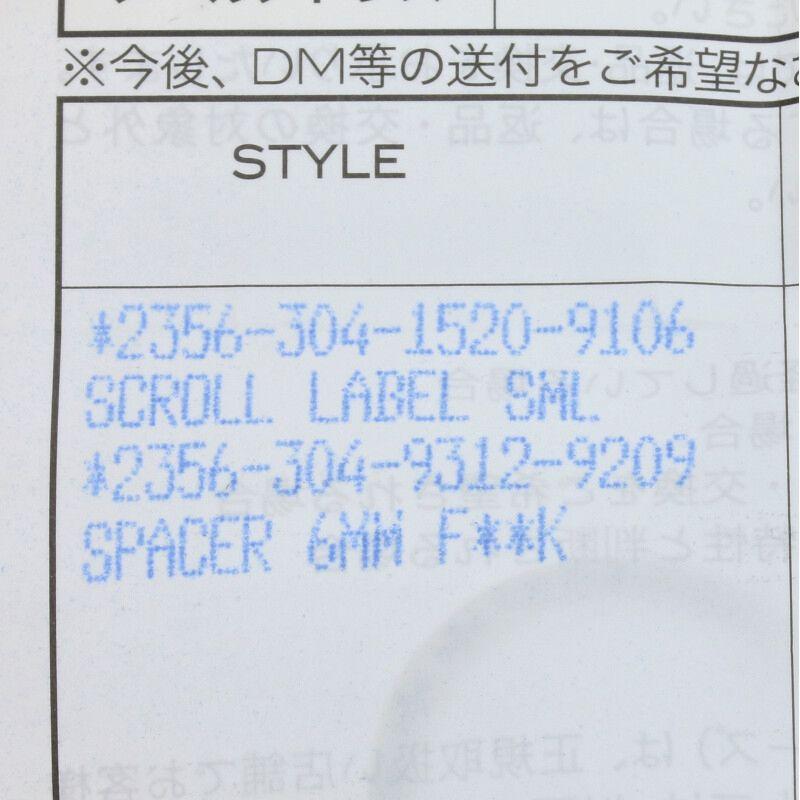 ※今後、DM等の送付をご希望な
STYLE
*2356-304-1520-9106
SCROLL LABEL SML
*2356-304-9312-9209
SPACER 6MM F**K